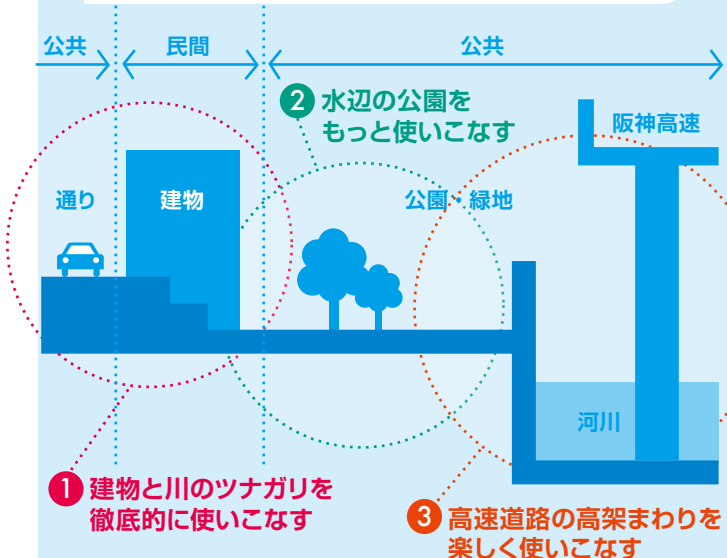 公共
民間
公共
2 水辺の公園を
もっと使いこなす
阪神高速
通り
建物
公園・緑地
河川
1 建物と川のツナガリを
徹底的に使いこなす
3 高速道路の高架まわりを
楽しく使いこなす